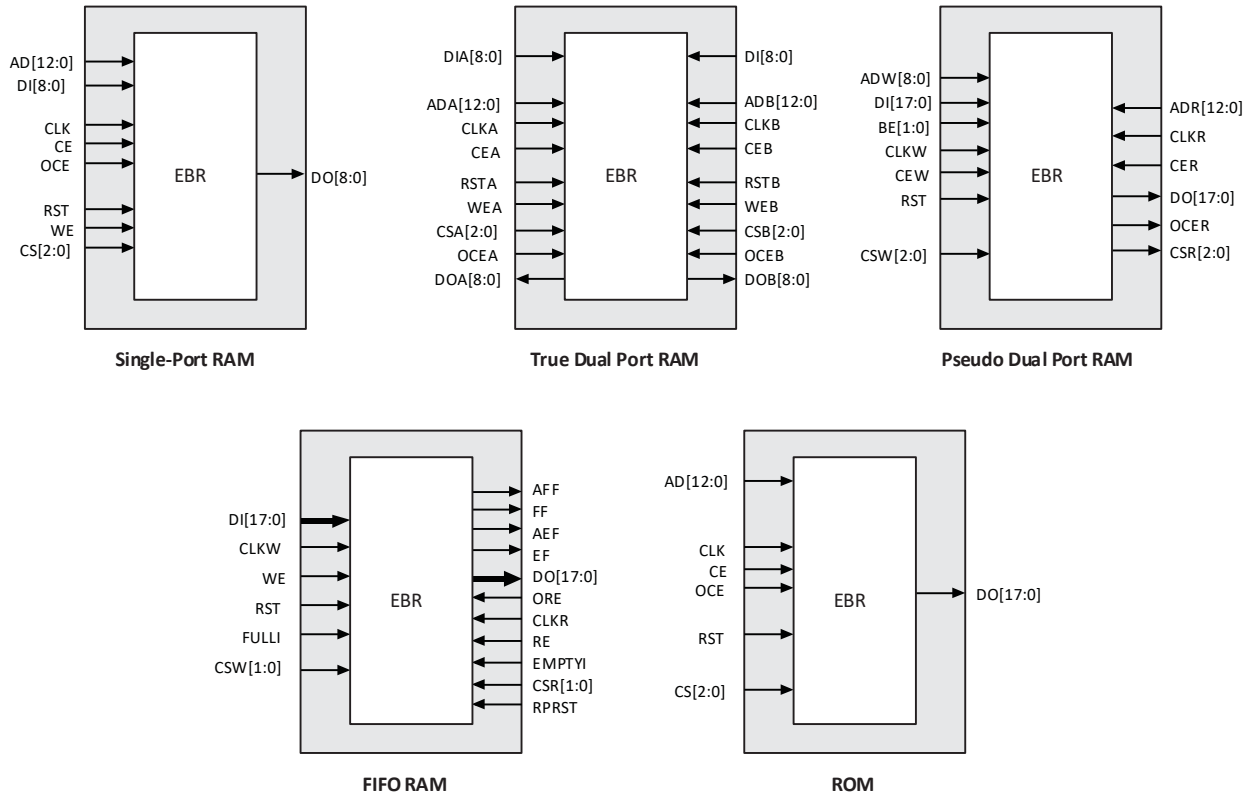 AD[12:0]
DI[8:0]
CLK
CE
OCE
RST
WE
CS[2:0]
EBR
DO[8:0]
Single-Port RAM
DIA[8:0]
ADA[12:0]
CLKA
CEA
RSTA
WEA
CSA[2:0]
OCEA
DOA[8:0]
EBR
DI[8:0]
ADB[12:0]
CLKB
CEB
RSTB
WEB
CSB[2:0]
OCEB
DOB[8:0]
True Dual Port RAM
ADW[8:0]
DI[17:0]
BE[1:0]
CLKW
CEW
RST
CSW[2:0]
EBR
ADR[12:0]
CLKR
CER
DO[17:0]
OCER
CSR[2:0]
Pseudo Dual Port RAM
DI[17:0]
CLKW
WE
RST
FULLI
CSW[1:0]
EBR
AFF
FF
AEF
EF
DO[17:0]
ORE
CLKR
RE
EMPTYI
CSR[1:0]
RPRST
FIFO RAM
AD[12:0]
CLK
CE
OCE
RST
CS[2:0]
EBR
DO[17:0]
ROM